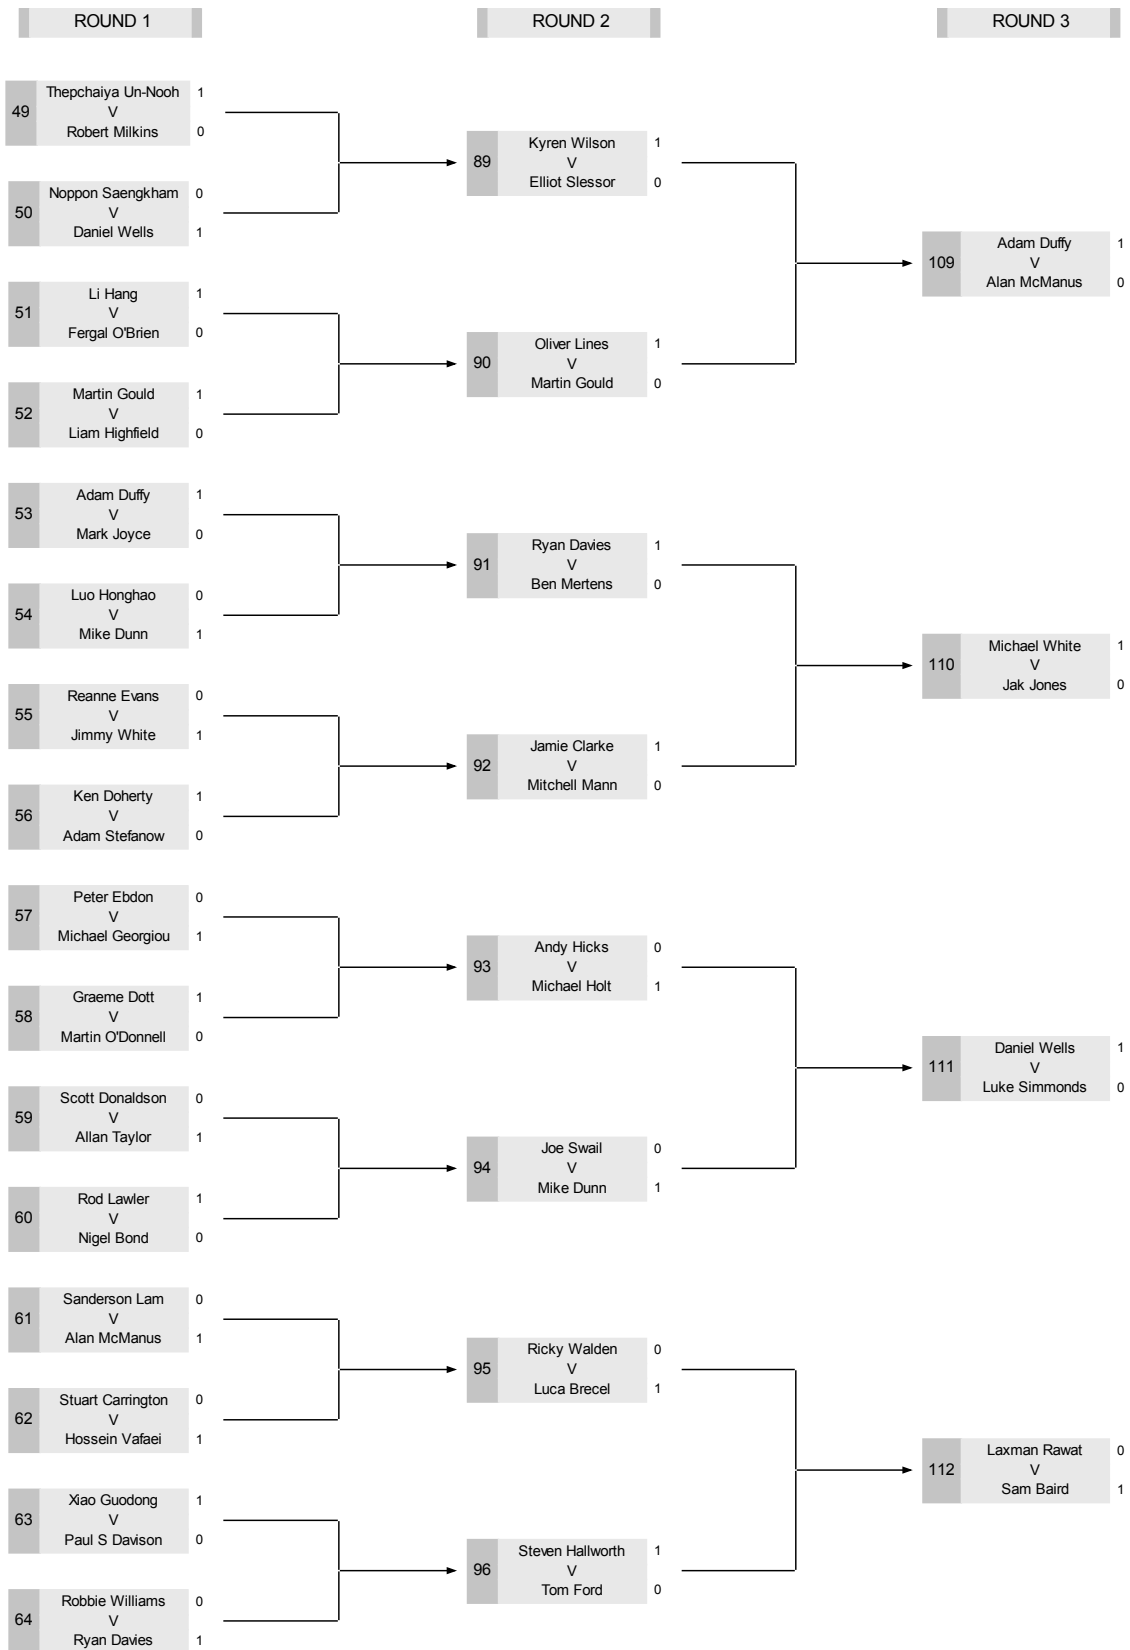 ROUND 1
ROUND 2
ROUND 3
49
Thepchaiya Un-Nooh 1
V
Robert Milkins 0
50
Noppon Saengkham 0
V
Daniel Wells 1
51
Li Hang 1
V
Fergal O'Brien 0
52
Martin Gould 1
V
Liam Highfield 0
53
Adam Duffy 1
V
Mark Joyce 0
54
Luo Honghao 0
V
Mike Dunn 1
55
Reanne Evans 0
V
Jimmy White 1
56
Ken Doherty 1
V
Adam Stefanow 0
57
Peter Ebdon 0
V
Michael Georgiou 1
58
Graeme Dott 1
V
Martin O'Donnell 0
59
Scott Donaldson 0
V
Allan Taylor 1
60
Rod Lawler 1
V
Nigel Bond 0
61
Sanderson Lam 0
V
Alan McManus 1
62
Stuart Carrington 0
V
Hossein Vafaei 1
63
Xiao Guodong 1
V
Paul S Davison 0
64
Robbie Williams 0
V
Ryan Davies 1
89
Kyren Wilson 1
V
Elliot Slessor 0
90
Oliver Lines 1
V
Martin Gould 0
91
Ryan Davies 1
V
Ben Mertens 0
92
Jamie Clarke 1
V
Mitchell Mann 0
93
Andy Hicks 0
V
Michael Holt 1
94
Joe Swail 0
V
Mike Dunn 1
95
Ricky Walden 0
V
Luca Brecel 1
96
Steven Hallworth 1
V
Tom Ford 0
109
Adam Duffy 1
V
Alan McManus 0
110
Michael White 1
V
Jak Jones 0
111
Daniel Wells 1
V
Luke Simmonds 0
112
Laxman Rawat 0
V
Sam Baird 1